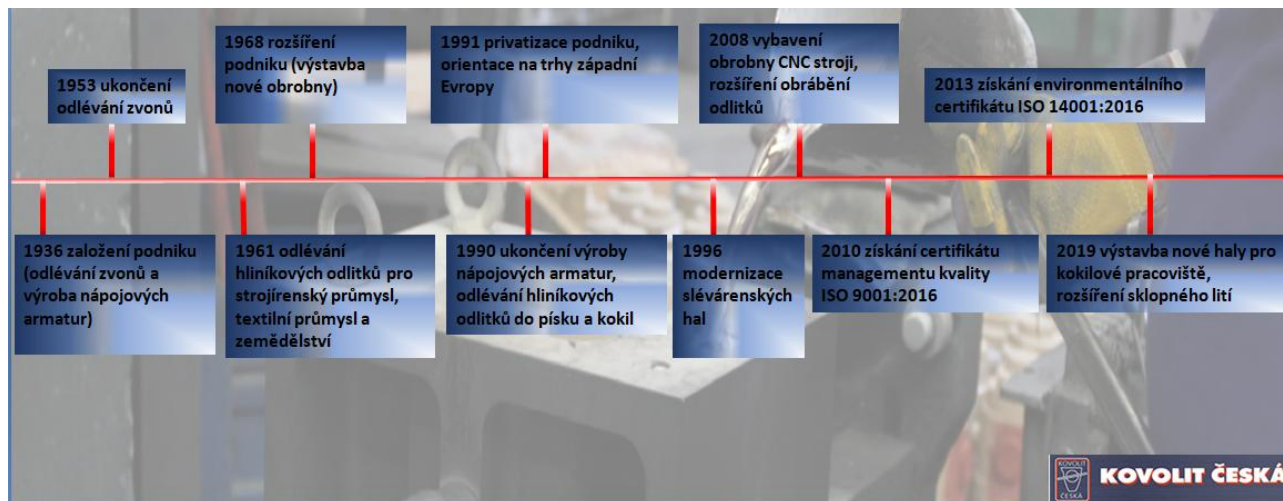 1953 ukončení
odlévání zvonů
1968 rozšíření
podniku (výstavba
nové obrobny)
1991 privatizace podniku,
orientace na trhy západní
Evropy
2008 vybavení
obrobny CNC stroji,
rozšíření obrábění
odlitků
2013 získání environmentálního
certifikátu ISO 14001:2016
1936 založení podniku
(odlévání zvonů a
výroba nápojových
armatur)
1961 odlévání
hliníkových odlitků pro
strojírenský průmysl,
textilní průmysl a
zemědělství
1990 ukončení výroby
nápojových armatur,
odlévání hliníkových
odlitků do písku a kokil
1996
modernizace
slévárenských
hal
2010 získání certifikátu
managementu kvality
ISO 9001:2016
2019 výstavba nové haly pro
kokilové pracoviště,
rozšíření sklopného lití
KOVOLIT
ČESKÁ
KOVOLIT ČESKÁ